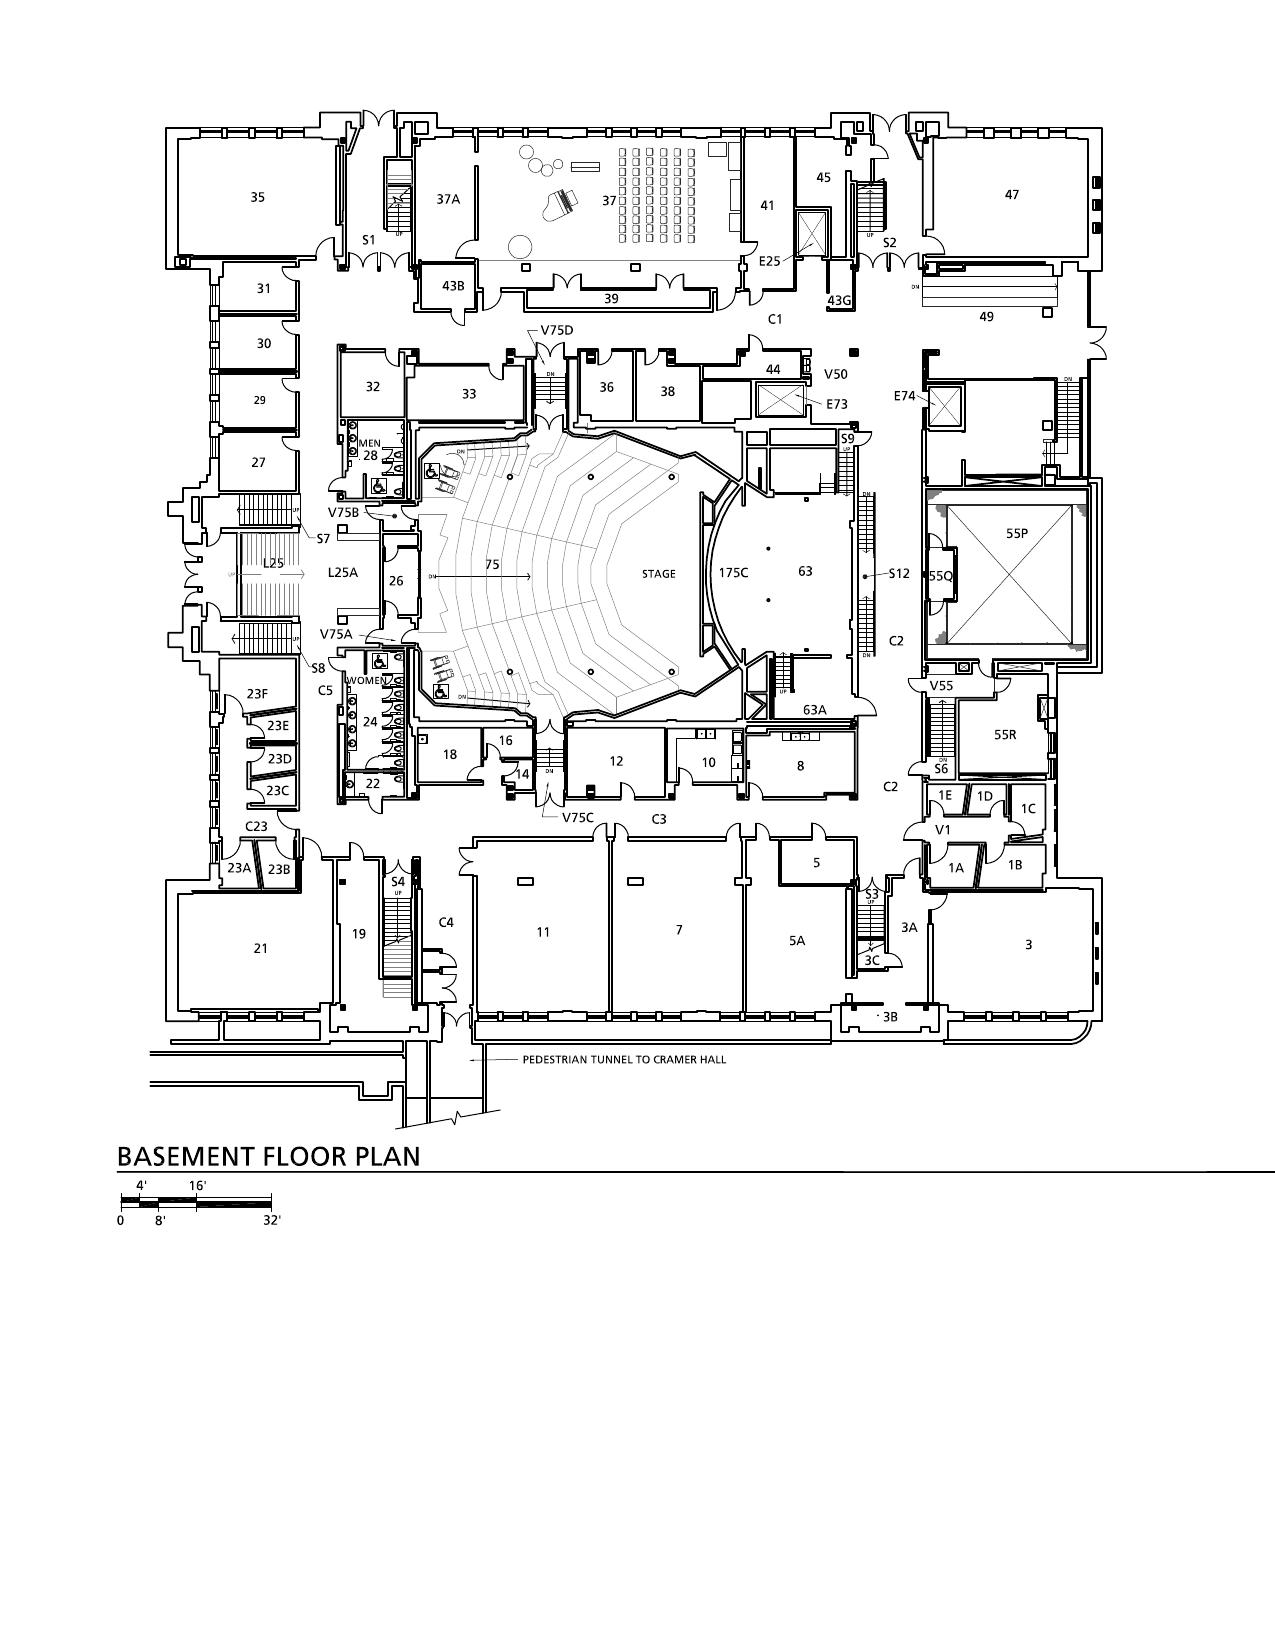 35
S1
37A
37
41
45
S2
47
E25
31
43B
39
43G
C1
DN
49
30
V75D
44
V50
32
DN
36
38
E73
E74
DN
29
33
MEN
28
S9
UP
27
DN
75
V75B
UP
S7
DN
55P
L25
UP
L25A
26
DN
STAGE
175C
63
S12
55Q
V75A
UP
S8
C2
DN
WOMEN
C5
23F
24
DN
UP
63A
V55
23E
18
16
DN
12
10
8
55R
23D
14
S6
DN
23C
22
C2
1E
1D
1C
C23
V75C
C3
V1
23A
23B
S4
UP
5
S3
UP
1A
1B
21
19
C4
11
7
5A
3A
3
3C
3B
UP
UP
PEDESTRIAN TUNNEL TO CRAMER HALL
BASEMENT FLOOR PLAN
4' 16'
0 8' 32'